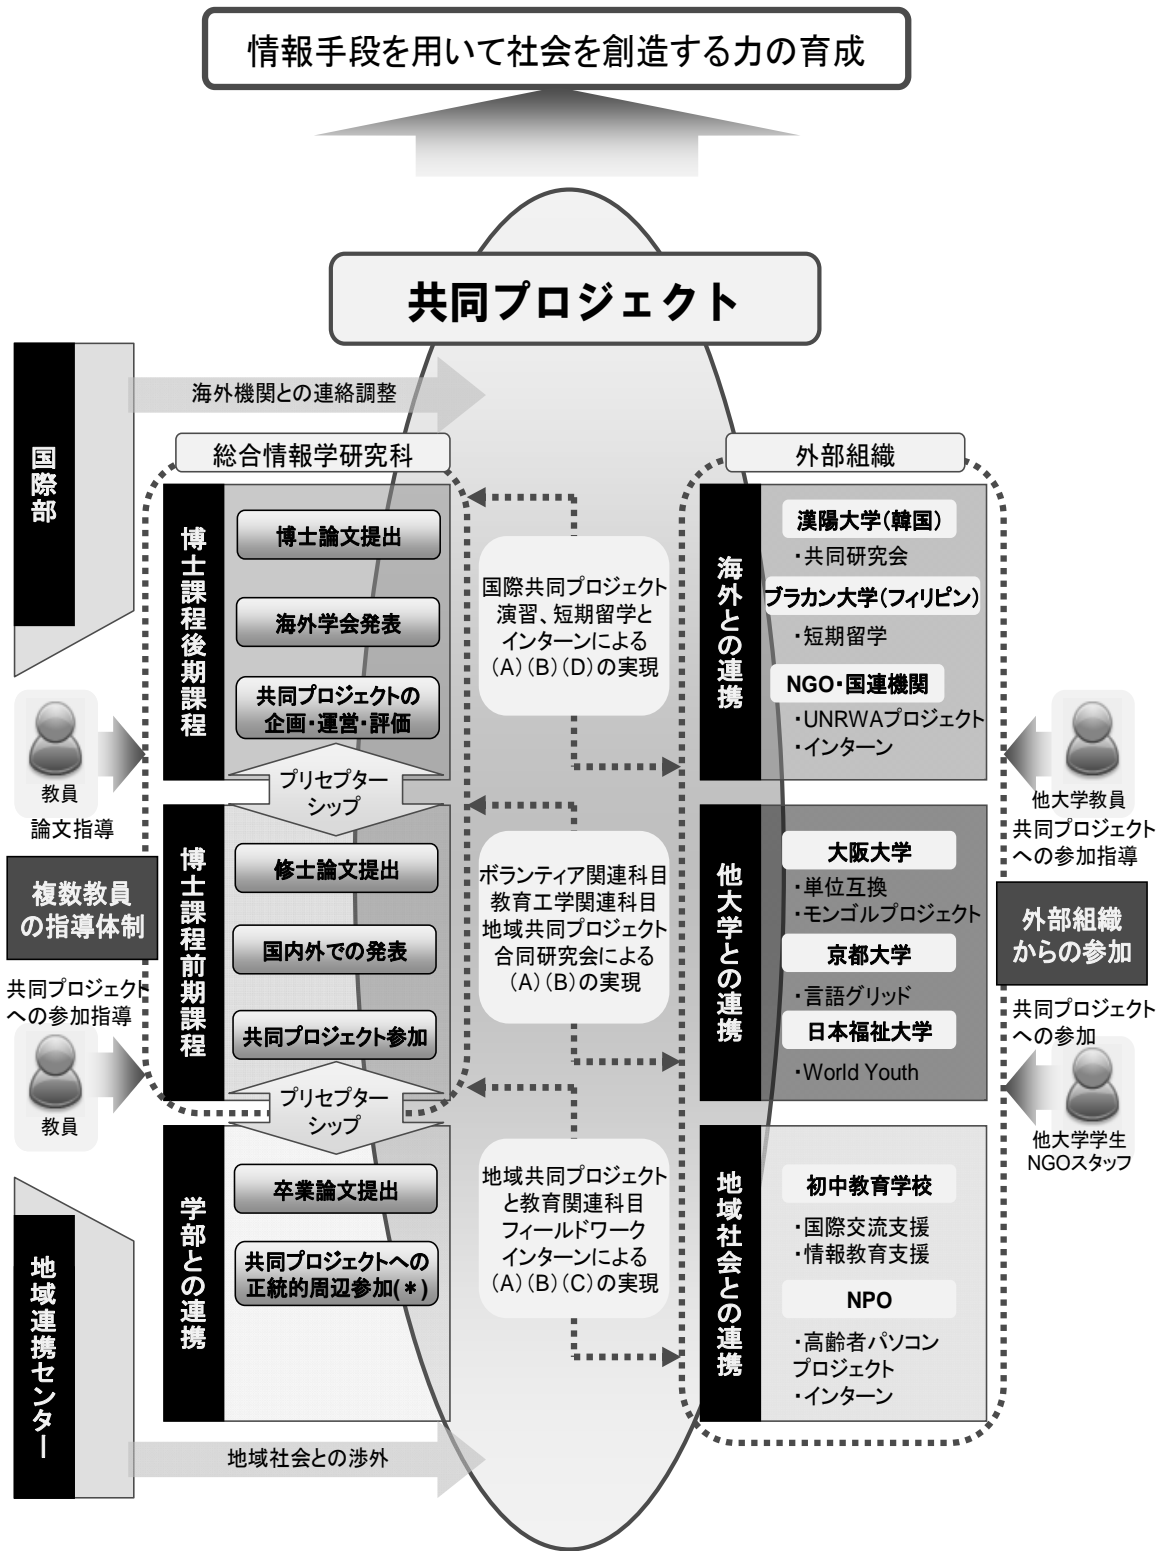 情報手段を用いて社会を創造する力の育成
共同プロジェクト
国際部
海外機関との連絡調整
総合情報学研究科
博士課程後期課程
博士論文提出
海外学会発表
共同プロジェクトの
企画・運営・評価
プリセプター
シップ
博士課程前期課程
修士論文提出
国内外での発表
共同プロジェクト参加
プリセプター
シップ
学部との連携
卒業論文提出
共同プロジェクトへの
正統的周辺参加(*)
教員
論文指導
複数教員
の指導体制
共同プロジェクト
への参加指導
教員
地域連携センター
地域社会との渉外
国際共同プロジェクト
演習、短期留学と
インターンによる
(A)(B)(D)の実現
ボランティア関連科目
教育工学関連科目
地域共同プロジェクト
合同研究会による
(A)(B)の実現
地域共同プロジェクト
と教育関連科目
フィールドワーク
インターンによる
(A)(B)(C)の実現
外部組織
海外との連携
漢陽大学(韓国)
・共同研究会
ブラカン大学(フィリピン)
・短期留学
NGO・国連機関
・UNRWAプロジェクト
・インターン
他大学との連携
大阪大学
・単位互換
・モンゴルプロジェクト
京都大学
・言語グリッド
日本福祉大学
・World Youth
地域社会との連携
初中教育学校
・国際交流支援
・情報教育支援
NPO
・高齢者パソコン
プロジェクト
・インターン
他大学教員
共同プロジェクト
への参加指導
外部組織
からの参加
共同プロジェクト
への参加
他大学学生
NGOスタッフ